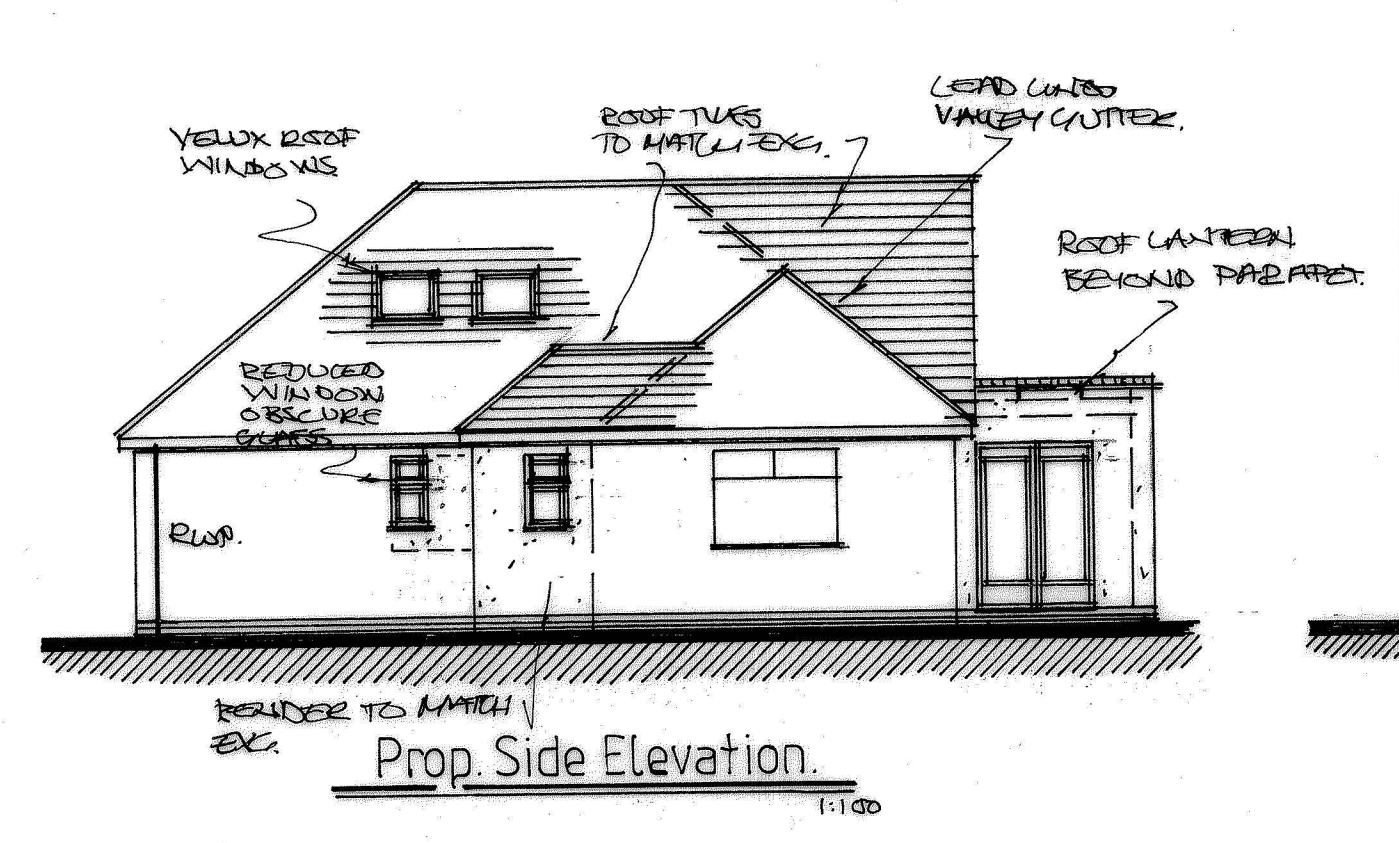 VELUX ROOF
WINDOWS.
ROOF TILES
TO MATCH EXG.
LEAD LINED
VALLEY GUTTER.
ROOF LANTERN
BEYOND PARAPET.
REDUCED
WINDOW
OBSCURE
GLASS
RWP.
RENDER TO MATCH
EXG.
Prop. Side Elevation.
1:100